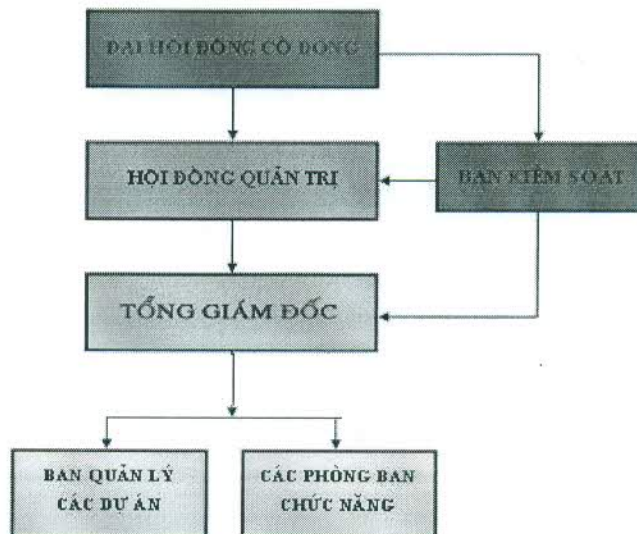 ĐẠI HỘI ĐỒNG CỔ ĐÔNG
HỘI ĐỒNG QUẢN TRỊ
BAN KIỂM SOÁT
TỔNG GIÁM ĐỐC
BAN QUẢN LÝ
CÁC DỰ ÁN
CÁC PHÒNG BAN
CHỨC NĂNG